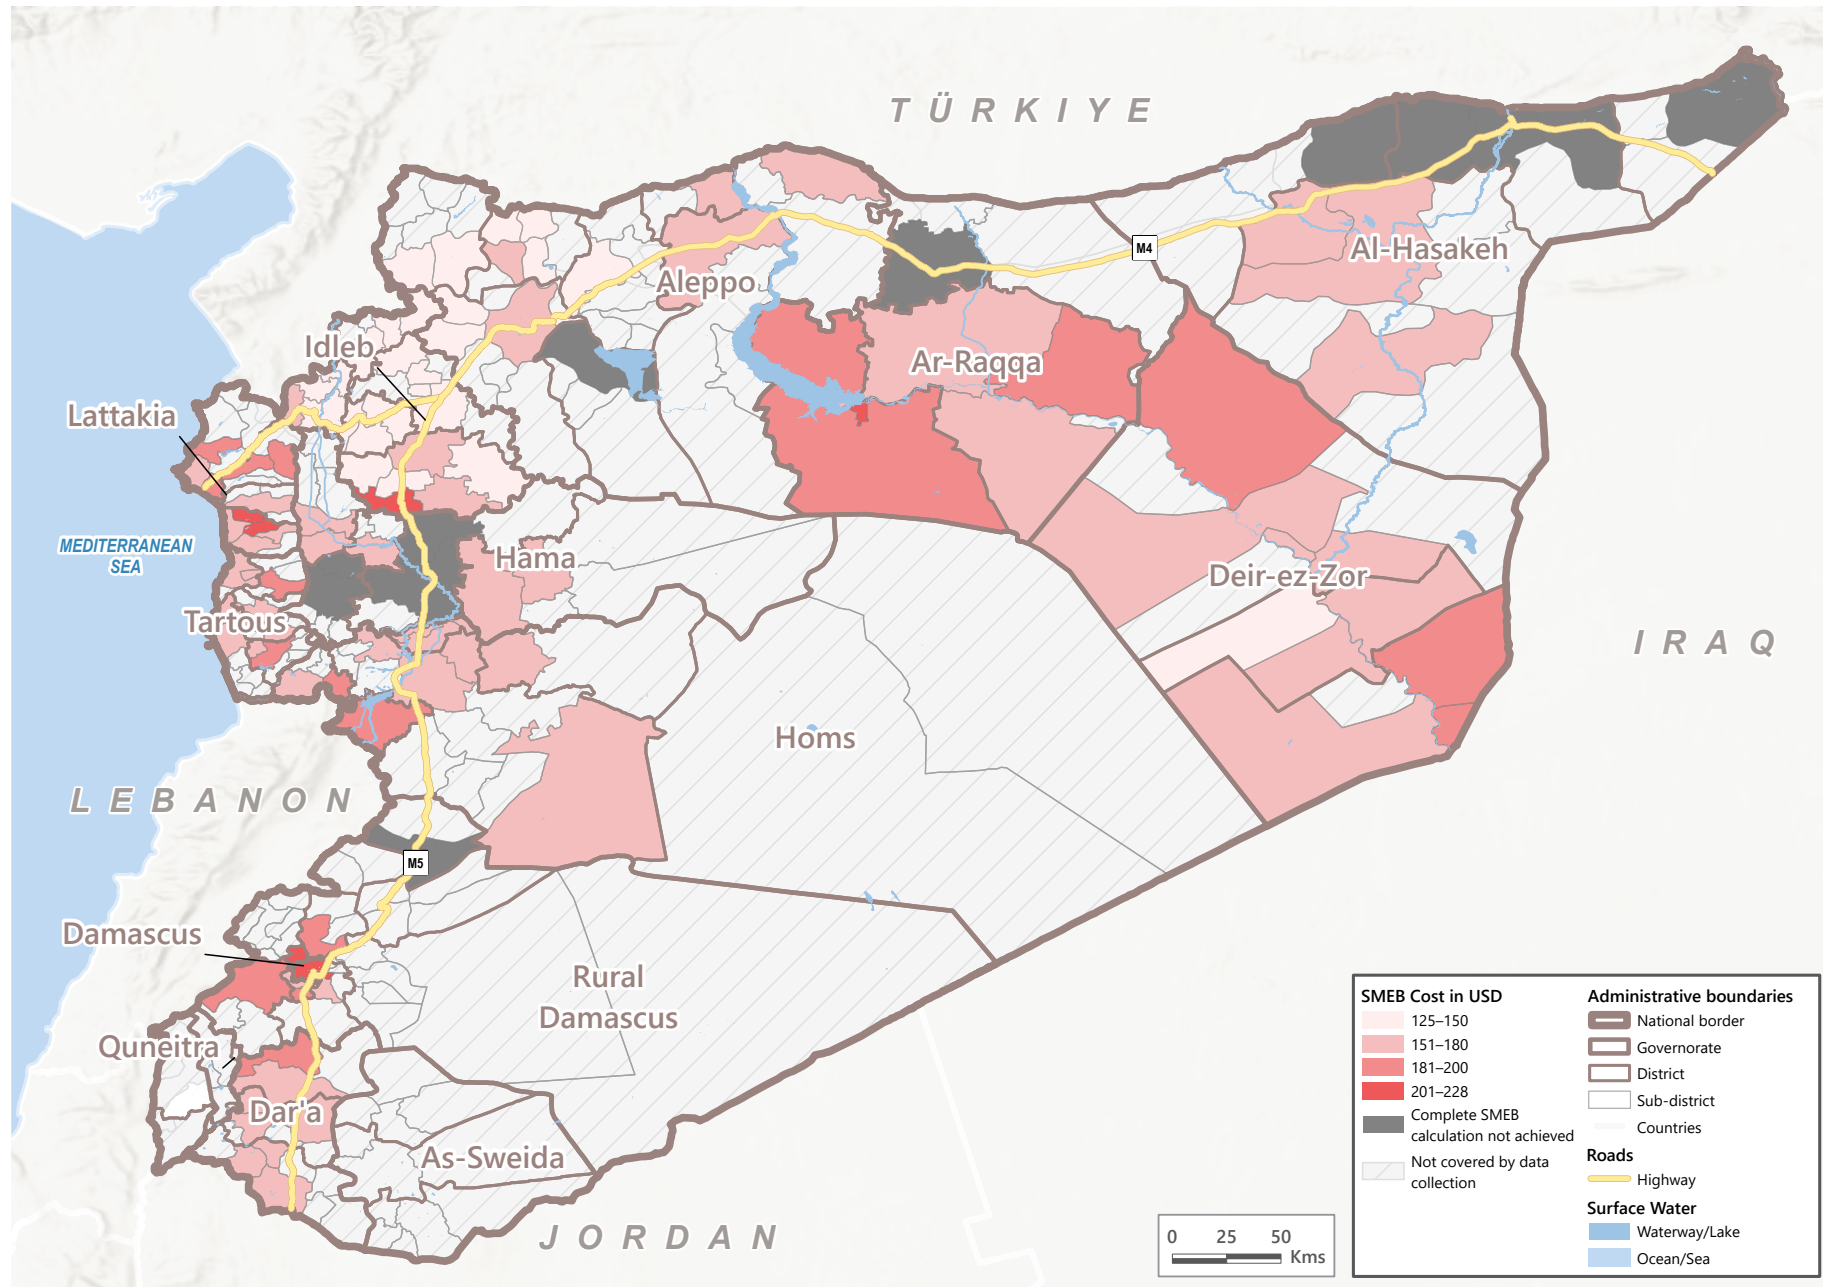 TÜRKIYE
M4
Al-Hasakeh
Aleppo
Idleb
Ar-Raqqa
Lattakia
MEDITERRANEAN
SEA
Hama
Deir-ez-Zor
Tartous
IRAQ
Homs
LEBANON
M5
Damascus
Rural
Damascus
Quneitra
Dar'a
As-Sweida
JORDAN
0 25 50
Kms
SMEB Cost in USD
125–150
151–180
181–200
201–228
Complete SMEB
calculation not achieved
Not covered by data
collection
Administrative boundaries
National border
Governorate
District
Sub-district
Countries
Roads
Highway
Surface Water
Waterway/Lake
Ocean/Sea